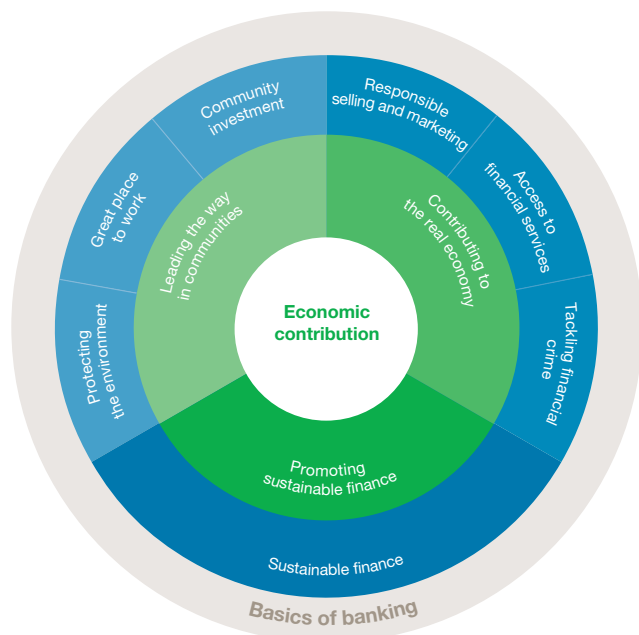 Community
investment
Responsible
selling and marketing
Great place
to work
Access to
financial services
Leading the way
in communities
Contributing to
the real economy
Economic
contribution
Protecting
the environment
Tackling financial
crime
Promoting
sustainable finance
Sustainable finance
Basics of banking